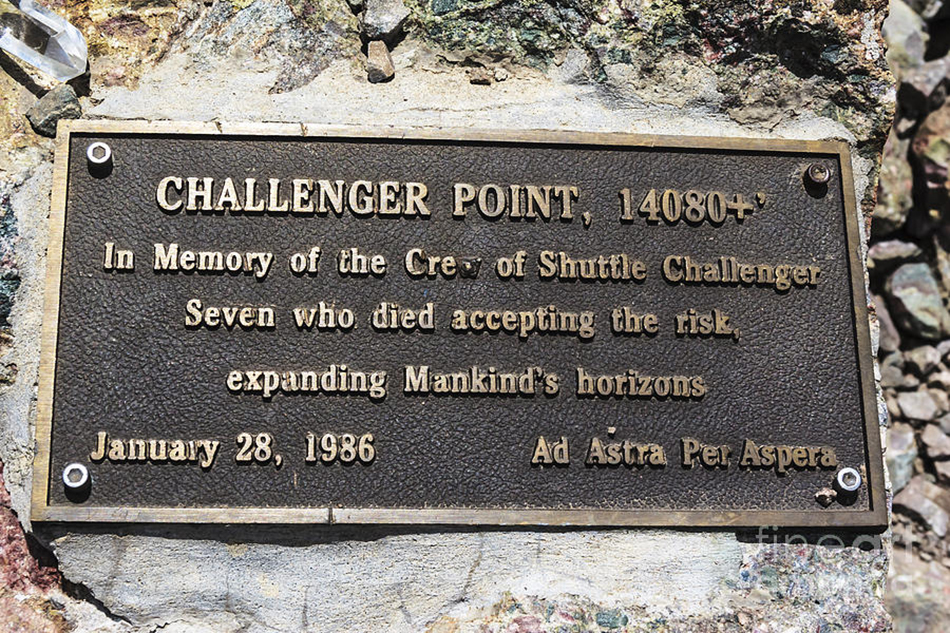 CHALLENGER POINT, 14080+'
In Memory of the Crew of Shuttle Challenger
Seven who died accepting the risk,
expanding Mankind's horizons
January 28, 1986 Ad Astra Per Aspera
fineart